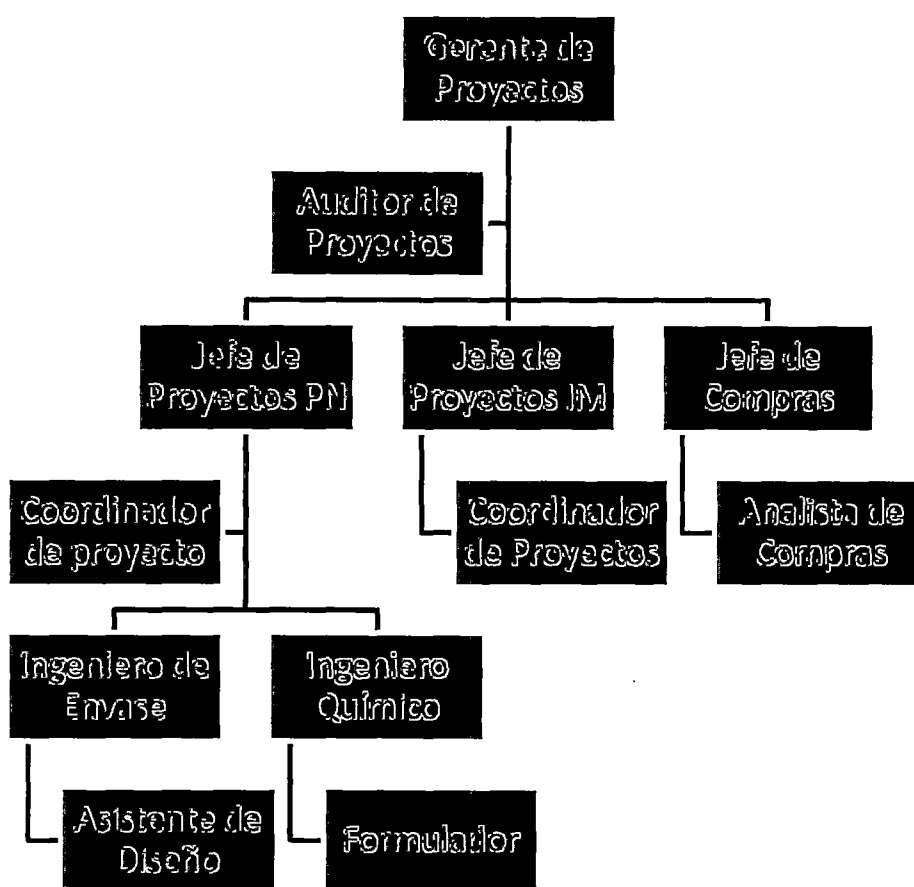 Gerente de
Proyectos
Auditor de
Proyectos
Jefe de
Proyectos PN
Jefe de
Proyectos IM
Jefe de
Compras
Coordinador
de proyecto
Coordinador
de Proyectos
Analista de
Compras
Ingeniero de
Envase
Ingeniero
Químico
Asistente de
Diseño
Formulador